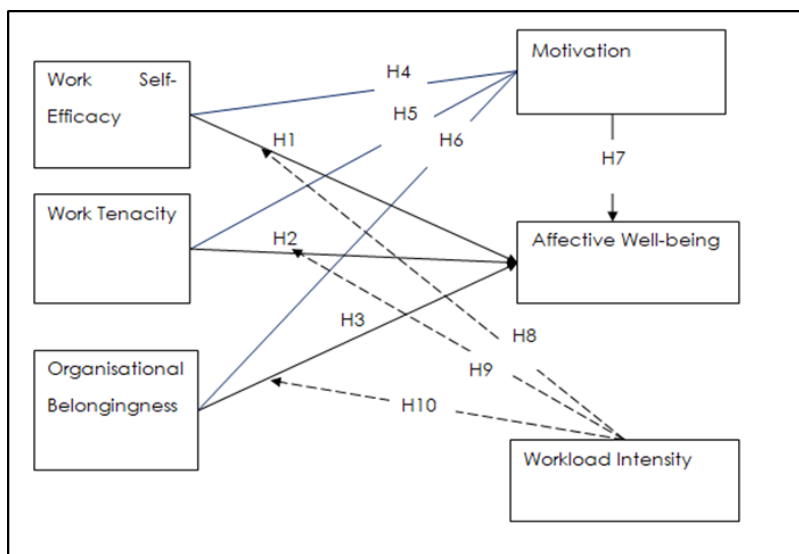 Work Self-
Efficacy
Motivation
H4
H5
H1
H6
H7
Work Tenacity
H2
Affective Well-being
H3
H8
Organisational
Belongingness
H9
H10
Workload Intensity